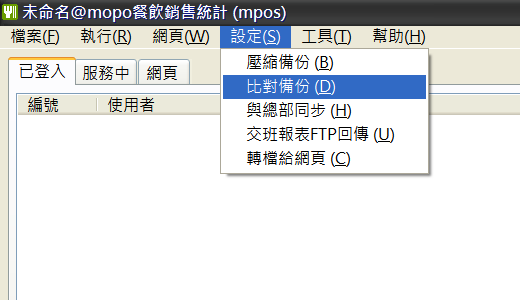 未命名@mopo餐飲銷售統計 (mpos)
檔案(F) 執行(R) 網頁(W) 設定(S) 工具(T) 幫助(H)
已登入 服務中 網頁
編號 使用者
壓縮備份 (B)
比對備份 (D)
與總部同步 (H)
交班報表FTP回傳 (U)
轉檔給網頁 (C)